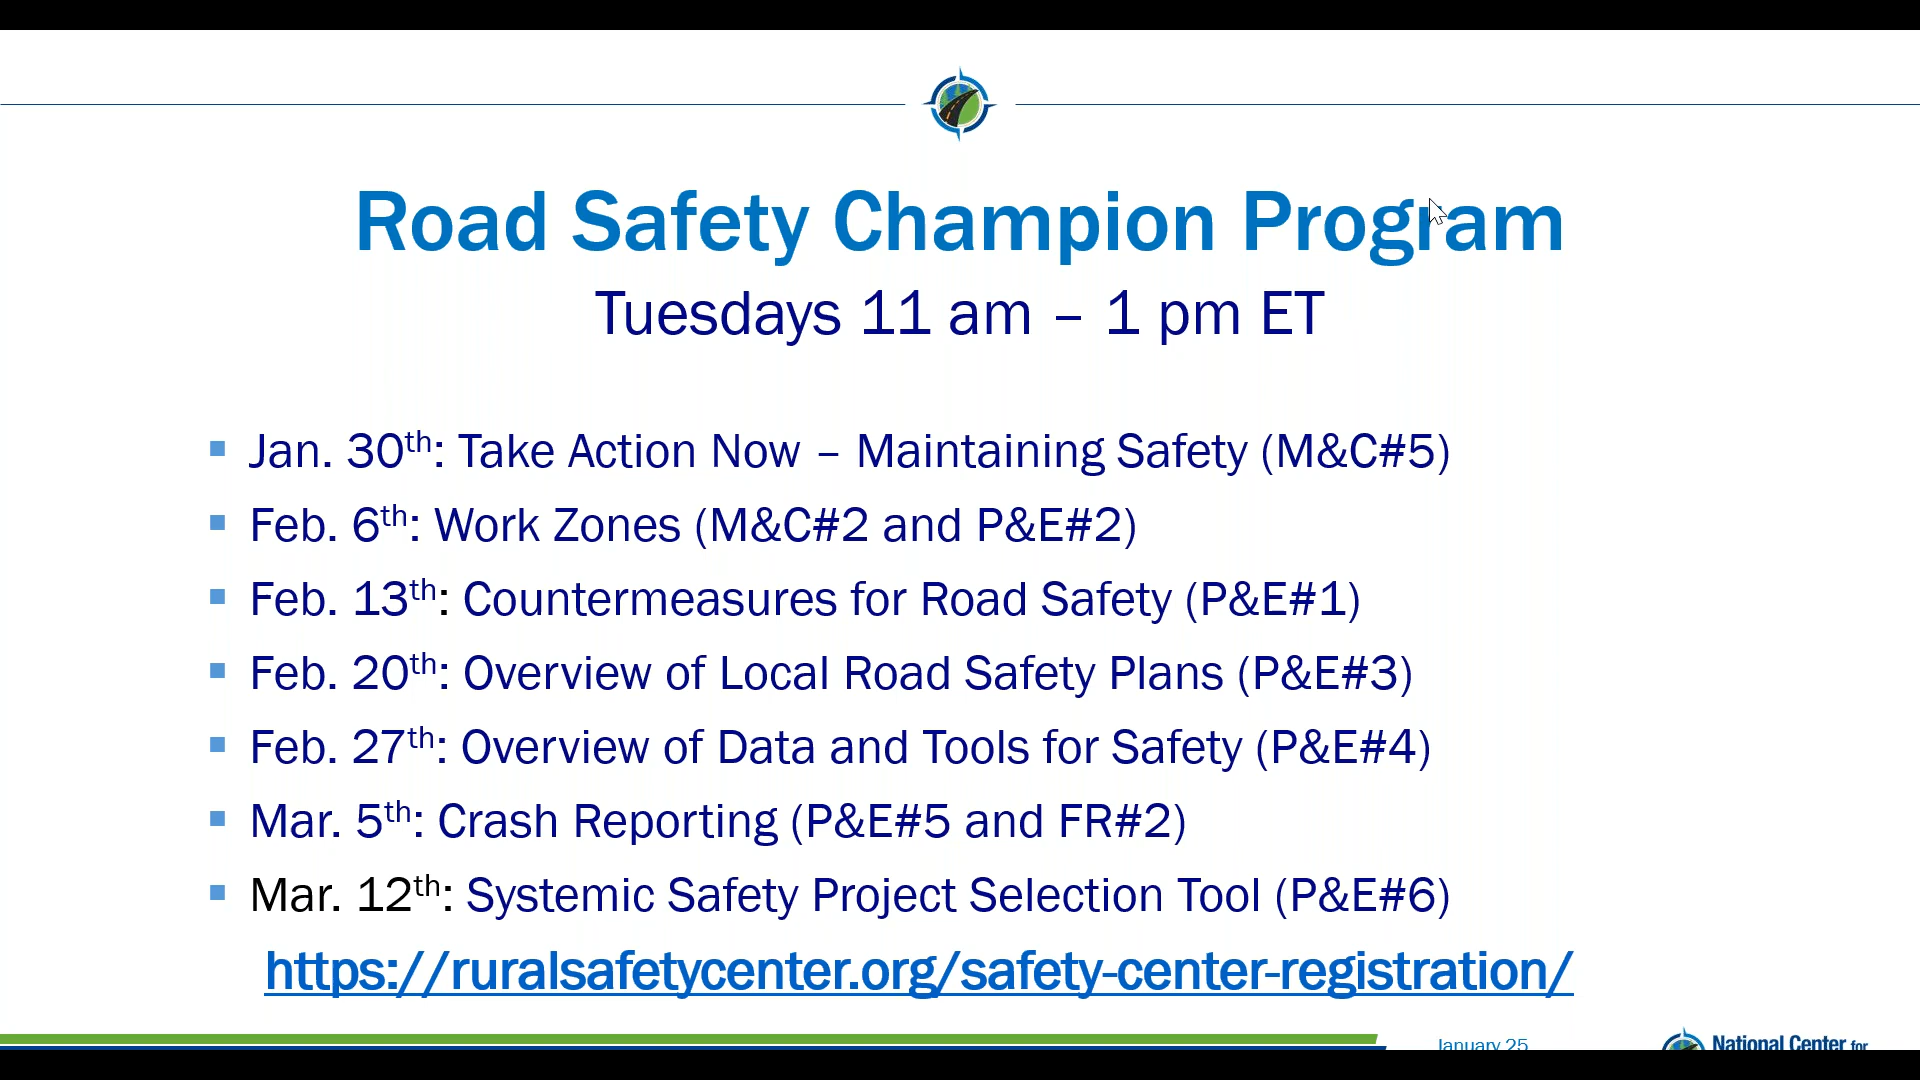 Road Safety Champion Program
Tuesdays 11 am – 1 pm ET
Jan. 30th: Take Action Now – Maintaining Safety (M&C#5)
Feb. 6th: Work Zones (M&C#2 and P&E#2)
Feb. 13th: Countermeasures for Road Safety (P&E#1)
Feb. 20th: Overview of Local Road Safety Plans (P&E#3)
Feb. 27th: Overview of Data and Tools for Safety (P&E#4)
Mar. 5th: Crash Reporting (P&E#5 and FR#2)
Mar. 12th: Systemic Safety Project Selection Tool (P&E#6)
https://ruralsafetycenter.org/safety-center-registration/
January 25
National Center for